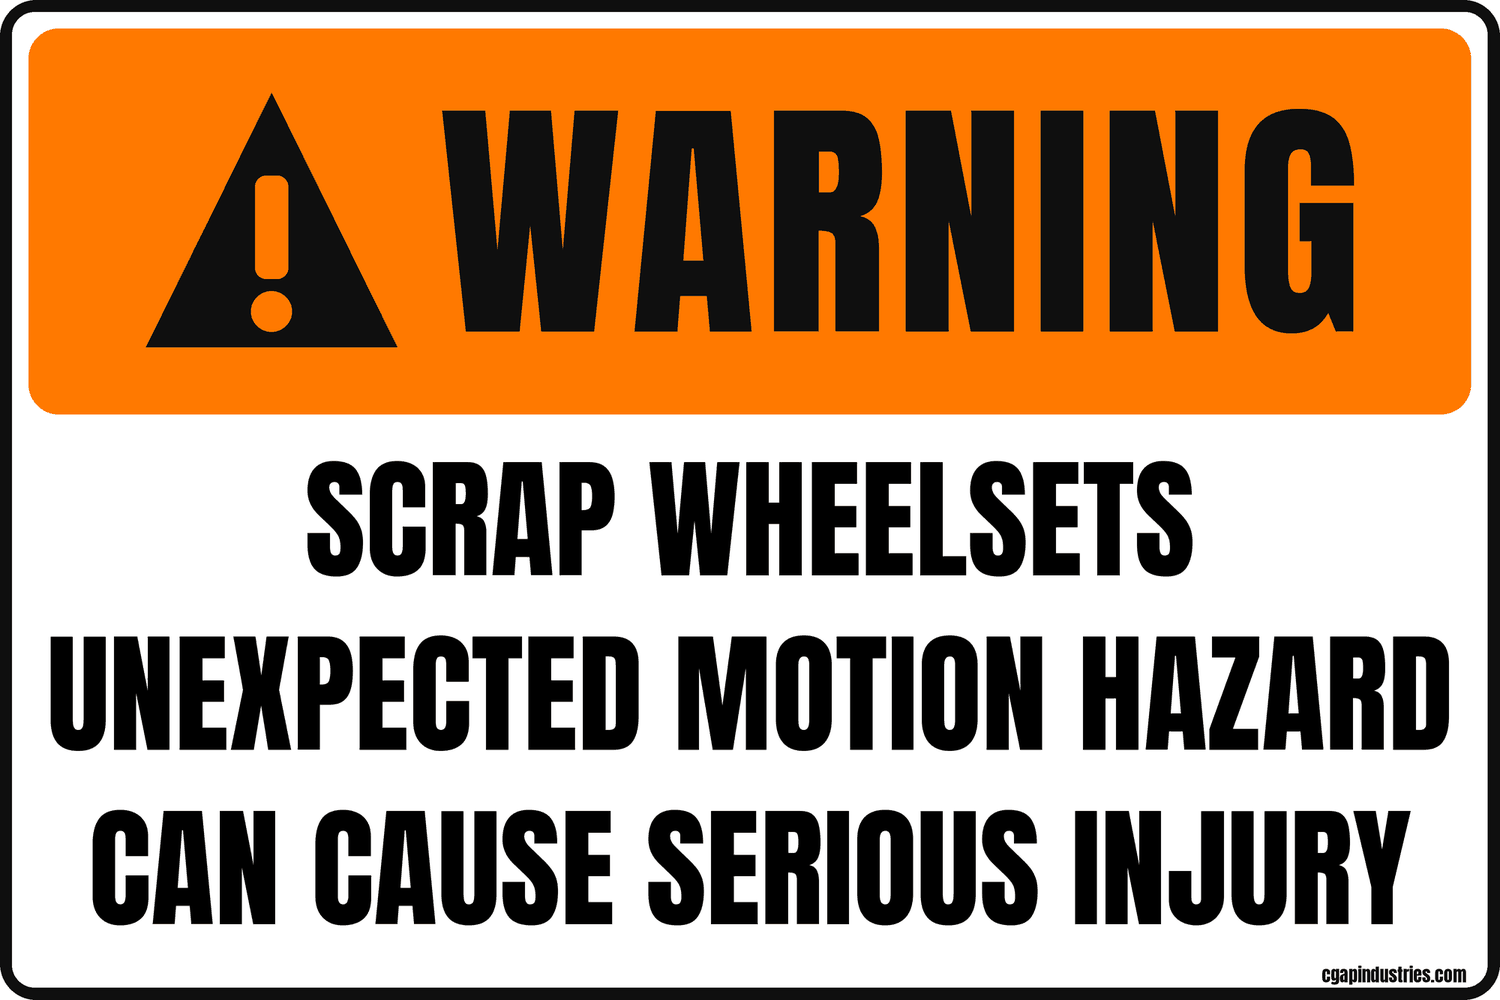 WARNING
SCRAP WHEELSETS
UNEXPECTED MOTION HAZARD
CAN CAUSE SERIOUS INJURY
cgapindustries.com